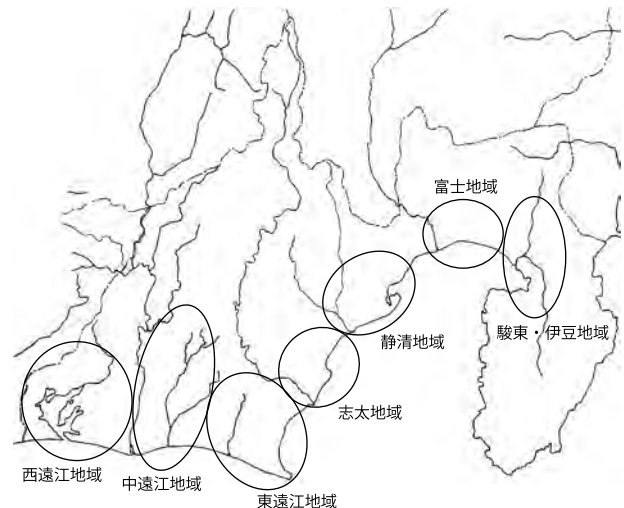 富士地域
駿東・伊豆地域
静清地域
志太地域
西遠江地域
中遠江地域
東遠江地域